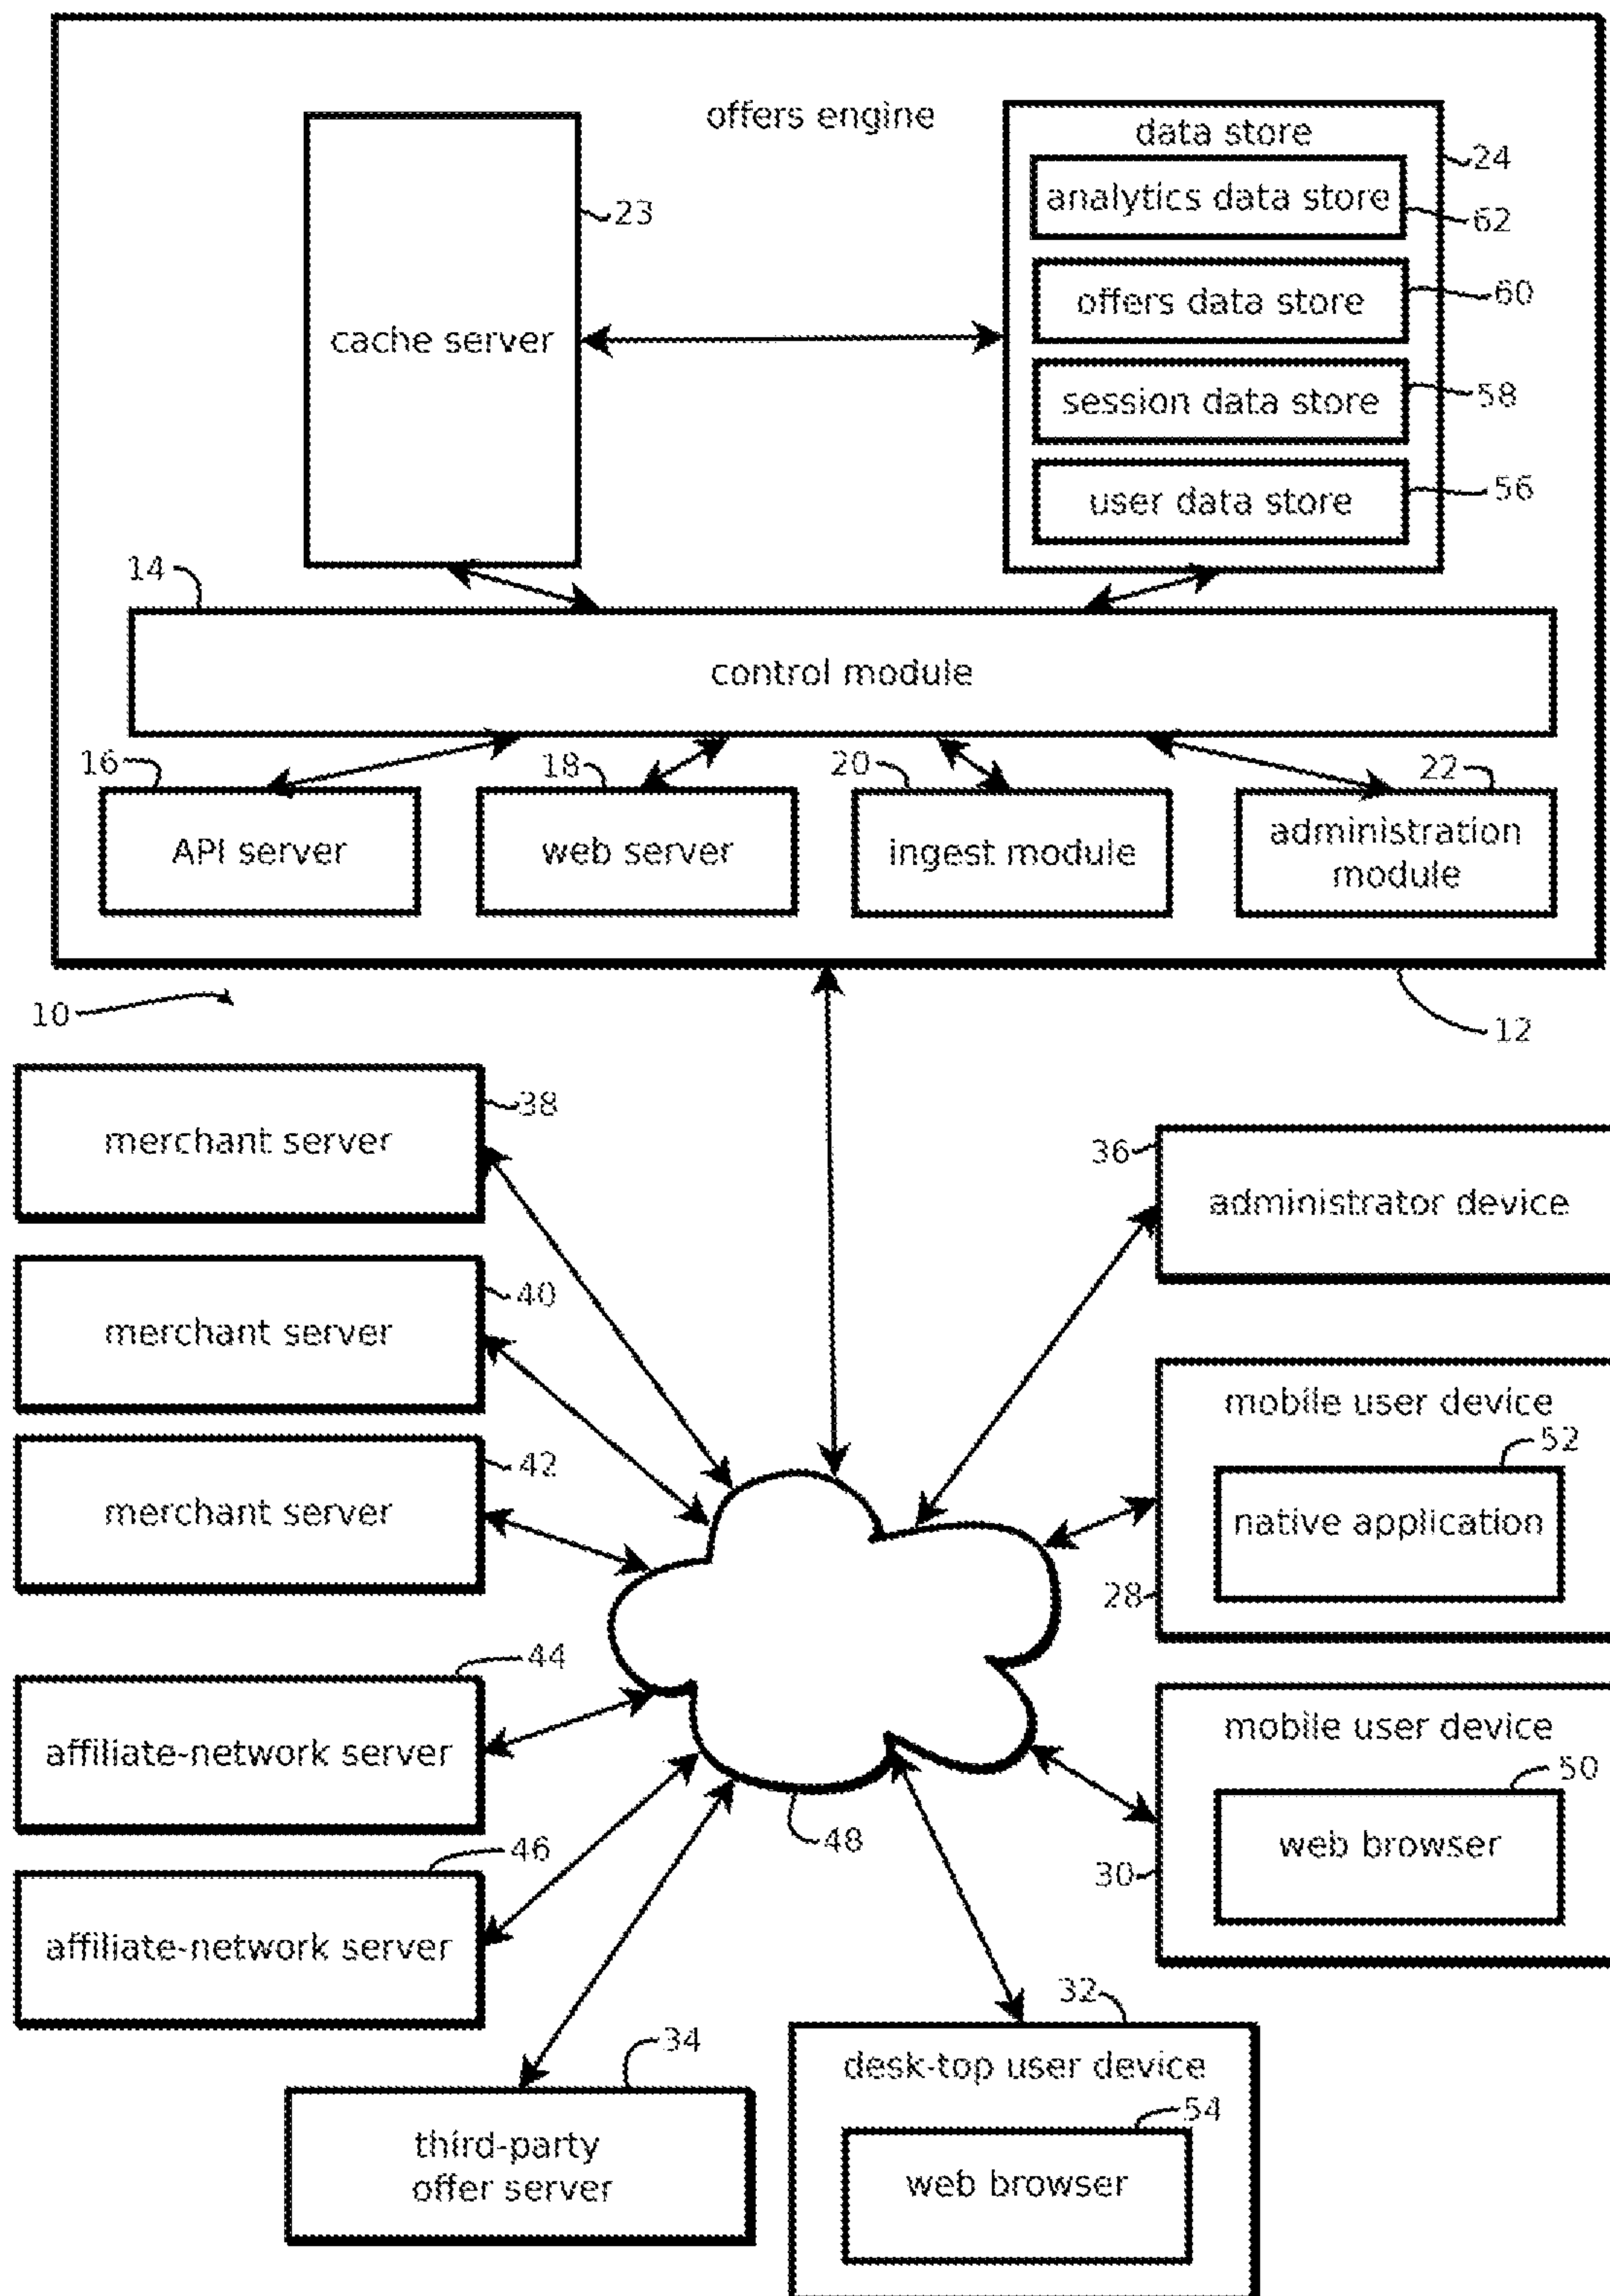 offers engine
data store
24
analytics data store
62
23
offers data store
60
cache server
session data store
58
user data store
56
14
control module
16
18
20
22
API server
web server
ingest module
administration
module
10
12
38
merchant server
36
administrator device
40
merchant server
mobile user device
52
42
merchant server
native application
28
44
mobile user device
affiliate-network server
50
48
web browser
46
30
affiliate-network server
32
34
desk-top user device
54
third-party
offer server
web browser